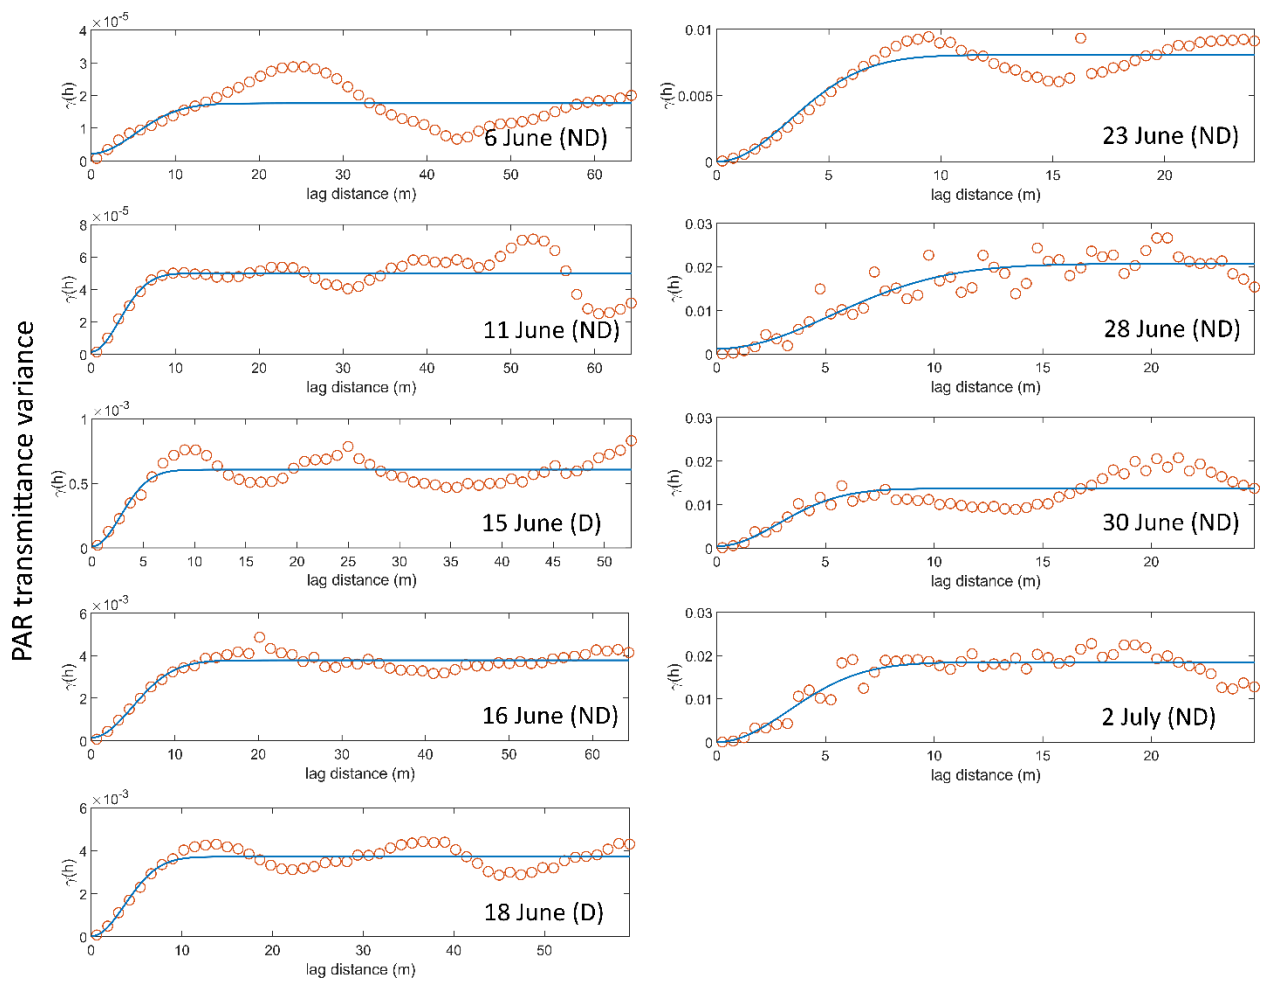 PAR transmittance variance
×10⁻⁵
4
3
2
1
0
γ(h)
6 June (ND)
0 10 20 30 40 50 60
lag distance (m)
×10⁻⁵
8
6
4
2
0
γ(h)
11 June (ND)
0 10 20 30 40 50 60
lag distance (m)
×10⁻³
1
0.5
0
γ(h)
15 June (D)
0 5 10 15 20 25 30 35 40 45 50
lag distance (m)
×10⁻³
6
4
2
0
γ(h)
16 June (ND)
0 10 20 30 40 50 60
lag distance (m)
×10⁻³
6
4
2
0
γ(h)
18 June (D)
0 10 20 30 40 50
lag distance (m)
0.01
0.005
0
γ(h)
23 June (ND)
0 5 10 15 20
lag distance (m)
0.03
0.02
0.01
0
γ(h)
28 June (ND)
0 5 10 15 20
lag distance (m)
0.03
0.02
0.01
0
γ(h)
30 June (ND)
0 5 10 15 20
lag distance (m)
0.03
0.02
0.01
0
γ(h)
2 July (ND)
0 5 10 15 20
lag distance (m)